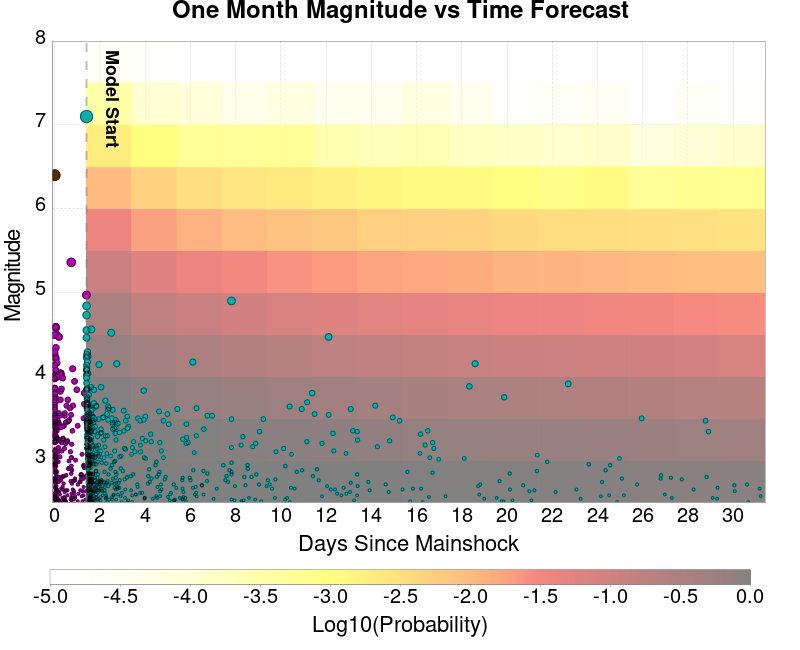 One Month Magnitude vs Time Forecast
8
7
6
5
4
3
Magnitude
Model Start
0 2 4 6 8 10 12 14 16 18 20 22 24 26 28 30
Days Since Mainshock
-5.0 -4.5 -4.0 -3.5 -3.0 -2.5 -2.0 -1.5 -1.0 -0.5 0.0
Log10(Probability)